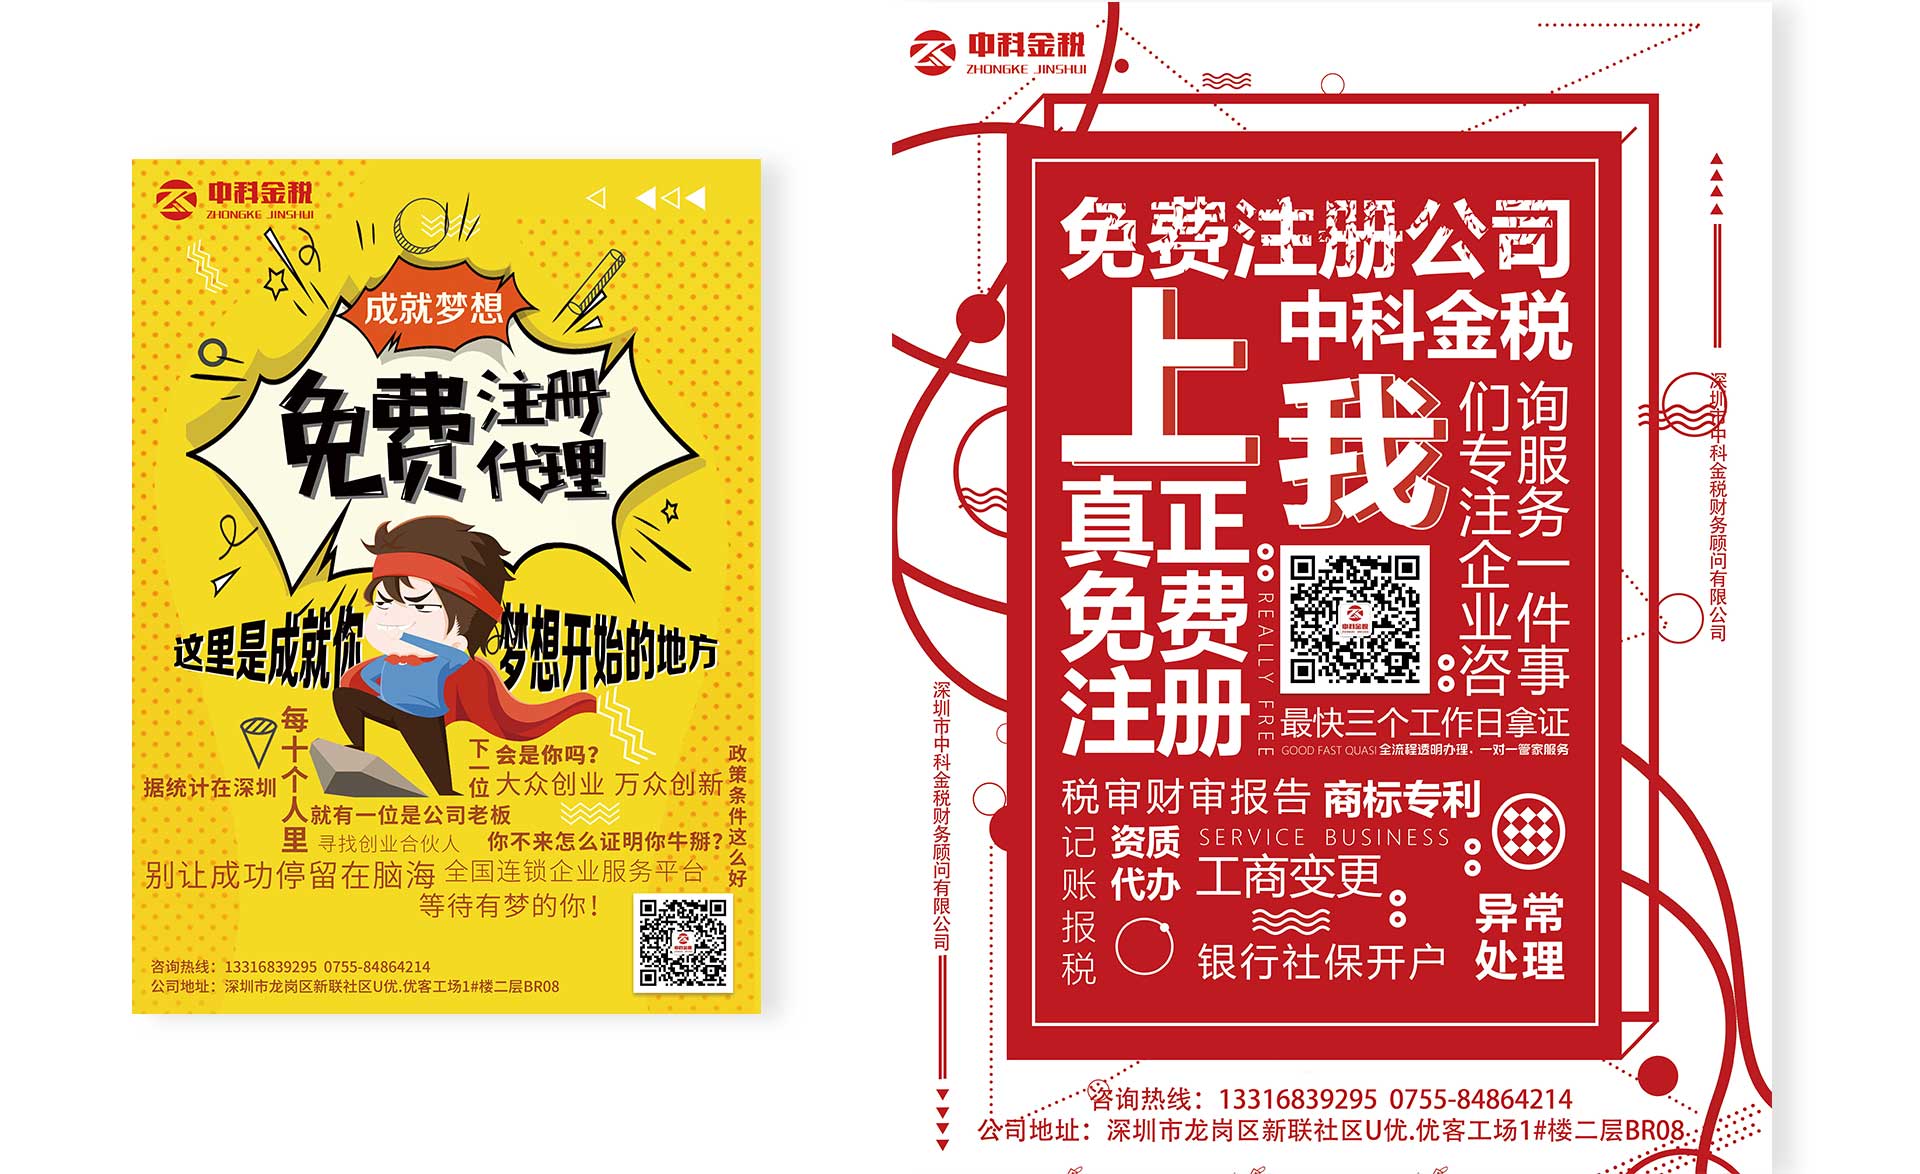 中科金税
ZHONGKE JINSHUI
成就梦想
免费注册
代理
这里是成就你
梦想开始的地方
据统计在深圳
每十个人里
就有一位是公司老板
下一位
会是你吗?
大众创业 万众创新
政策条件这么好
寻找创业合伙人
你不来怎么证明你牛掰?
别让成功停留在脑海
全国连锁企业服务平台
等待有梦的你!
中科金税
咨询热线：13316839295 0755-84864214
公司地址：深圳市龙岗区新联社区U优.优客工场1#楼二层BR08
中科金税
ZHONGKE JINSHUI
免费注册公司
上
中科金税
我
们专注企业咨
询服务一件事
真正
免费
注册
REALLY FREE
中科金税
最快三个工作日拿证
GOOD FAST QUASI 全流程透明办理，一对一管家服务
税审财审报告
商标专利
记账报税
资质
代办
SERVICE BUSINESS
工商变更
银行社保开户
异常
处理
深圳市中科金税财务顾问有限公司
深圳市中科金税财务顾问有限公司
咨询热线：13316839295 0755-84864214
公司地址：深圳市龙岗区新联社区U优.优客工场1#楼二层BR08